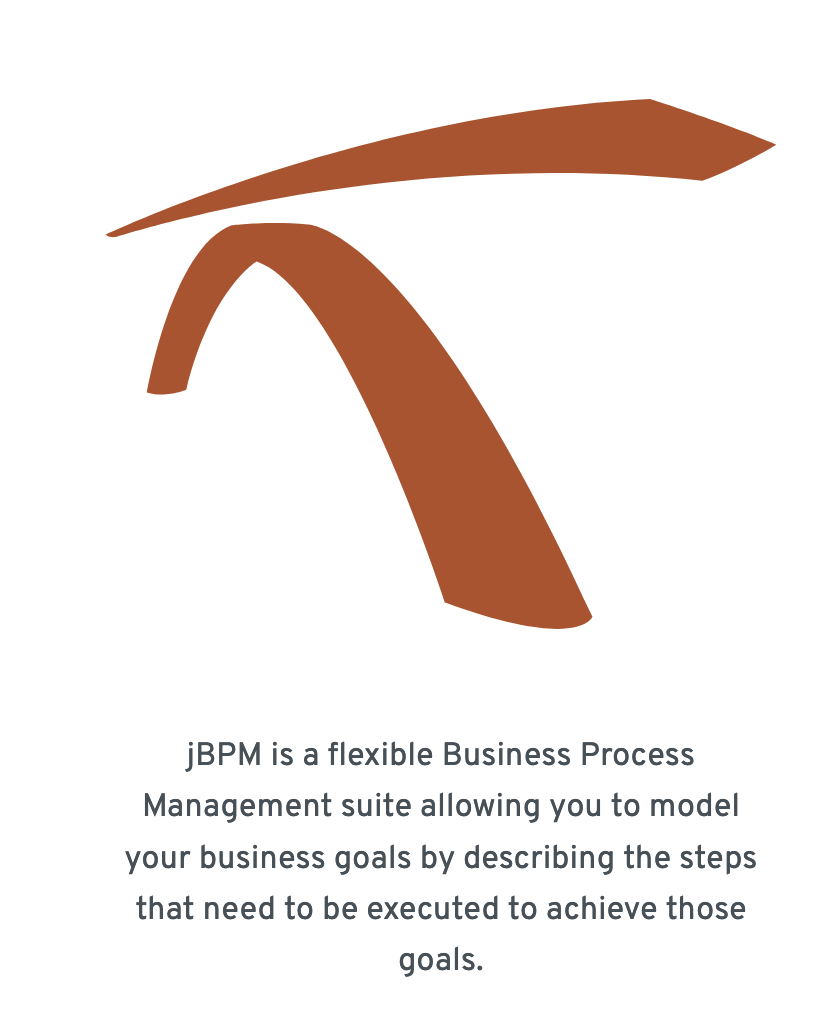 jBPM is a flexible Business Process
Management suite allowing you to model
your business goals by describing the steps
that need to be executed to achieve those
goals.